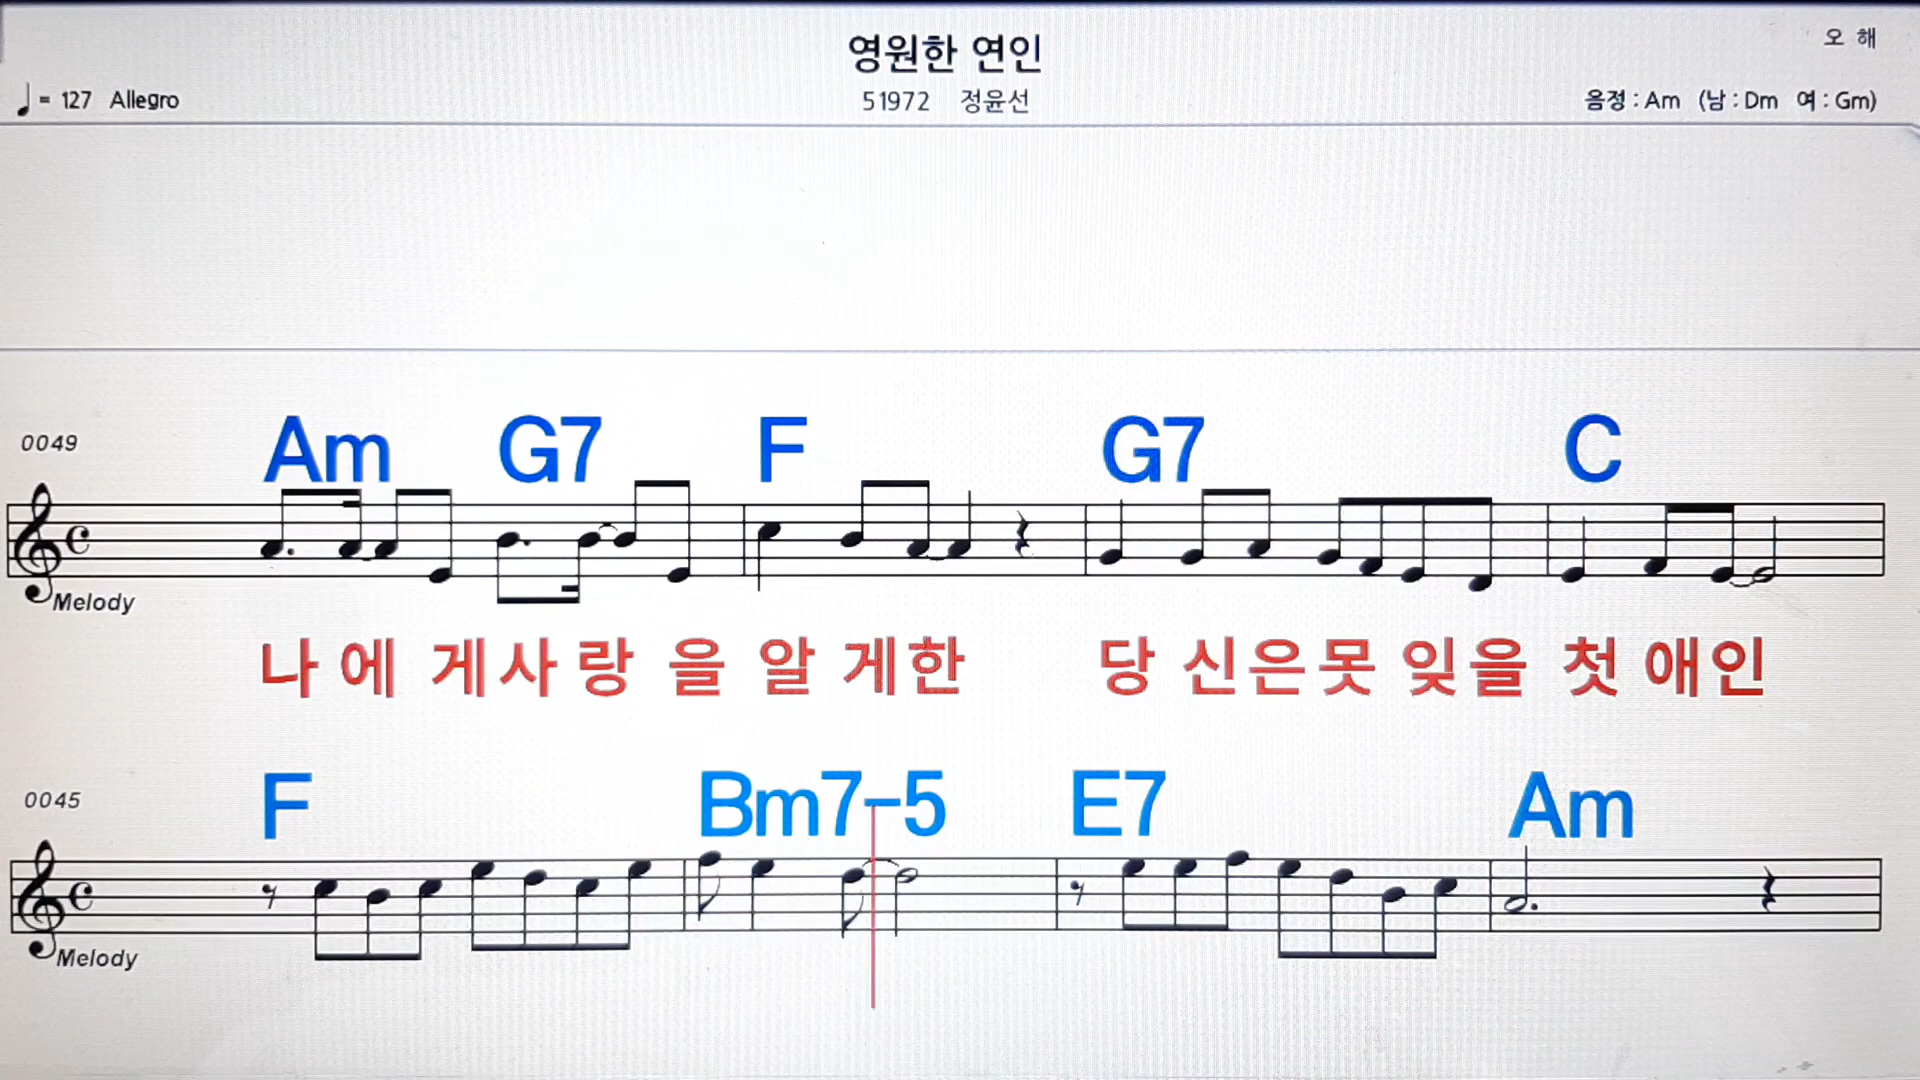 영원한 연인
오 해
♩= 127 Allegro
51972 정윤선
음정 : Am (남 : Dm 여 : Gm)
0049
Am G7 F G7 C
Melody
나 에 게사 랑 을 알 게한 당 신은못 잊을 첫 애인
0045
F Bm7-5 E7 Am
Melody